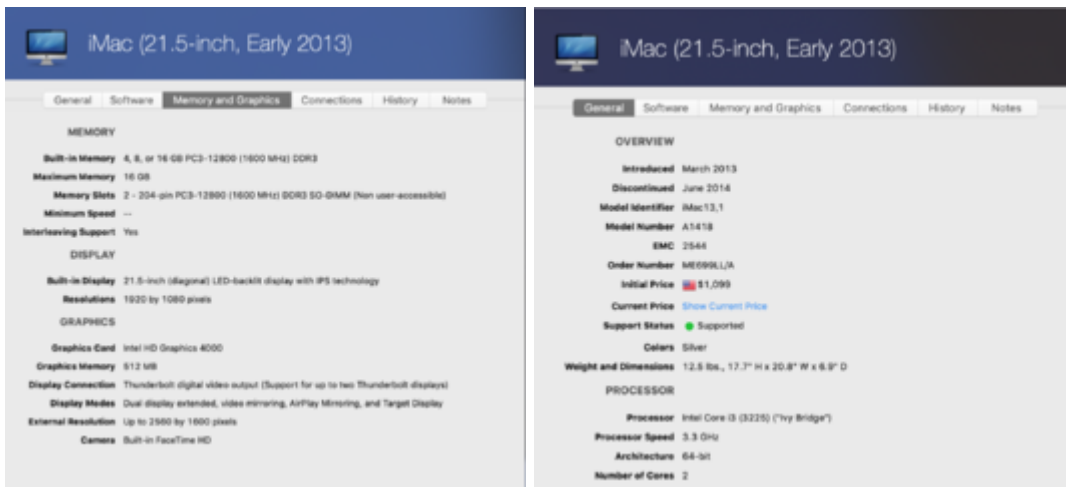 iMac (21.5-inch, Early 2013)
General Software Memory and Graphics Connections History Notes
MEMORY
Built-in Memory 4, 8, or 16 GB PC3-12800 (1600 MHz) DDR3
Maximum Memory 16 GB
Memory Slots 2 - 204-pin PC3-12800 (1600 MHz) DDR3 SO-DIMM (Non user-accessible)
Minimum Speed --
Interleaving Support Yes
DISPLAY
Built-in Display 21.5-inch (diagonal) LED-backlit display with IPS technology
Resolutions 1920 by 1080 pixels
GRAPHICS
Graphics Card Intel HD Graphics 4000
Graphics Memory 512 MB
Display Connection Thunderbolt digital video output (Support for up to two Thunderbolt displays)
Display Modes Dual display extended, video mirroring, AirPlay Mirroring, and Target Display
External Resolution Up to 2560 by 1600 pixels
Camera Built-in FaceTime HD
iMac (21.5-inch, Early 2013)
General Software Memory and Graphics Connections History Notes
OVERVIEW
Introduced March 2013
Discontinued June 2014
Model Identifier iMac13,1
Model Number A1418
EMC 2544
Order Number ME699LL/A
Initial Price $1,099
Current Price Show Current Price
Support Status Supported
Colors Silver
Weight and Dimensions 12.5 lbs., 17.7" H x 20.8" W x 6.9" D
PROCESSOR
Processor Intel Core i3 (3225) ("Ivy Bridge")
Processor Speed 3.3 GHz
Architecture 64-bit
Number of Cores 2